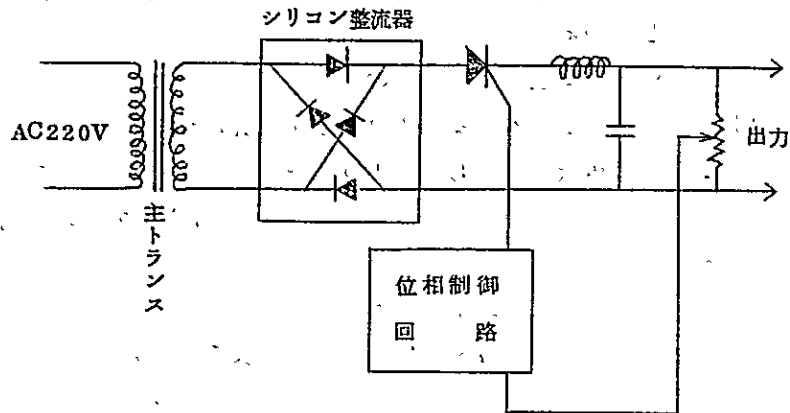 シリコン整流器
AC220V
主トランス
出力
位相制御
回路